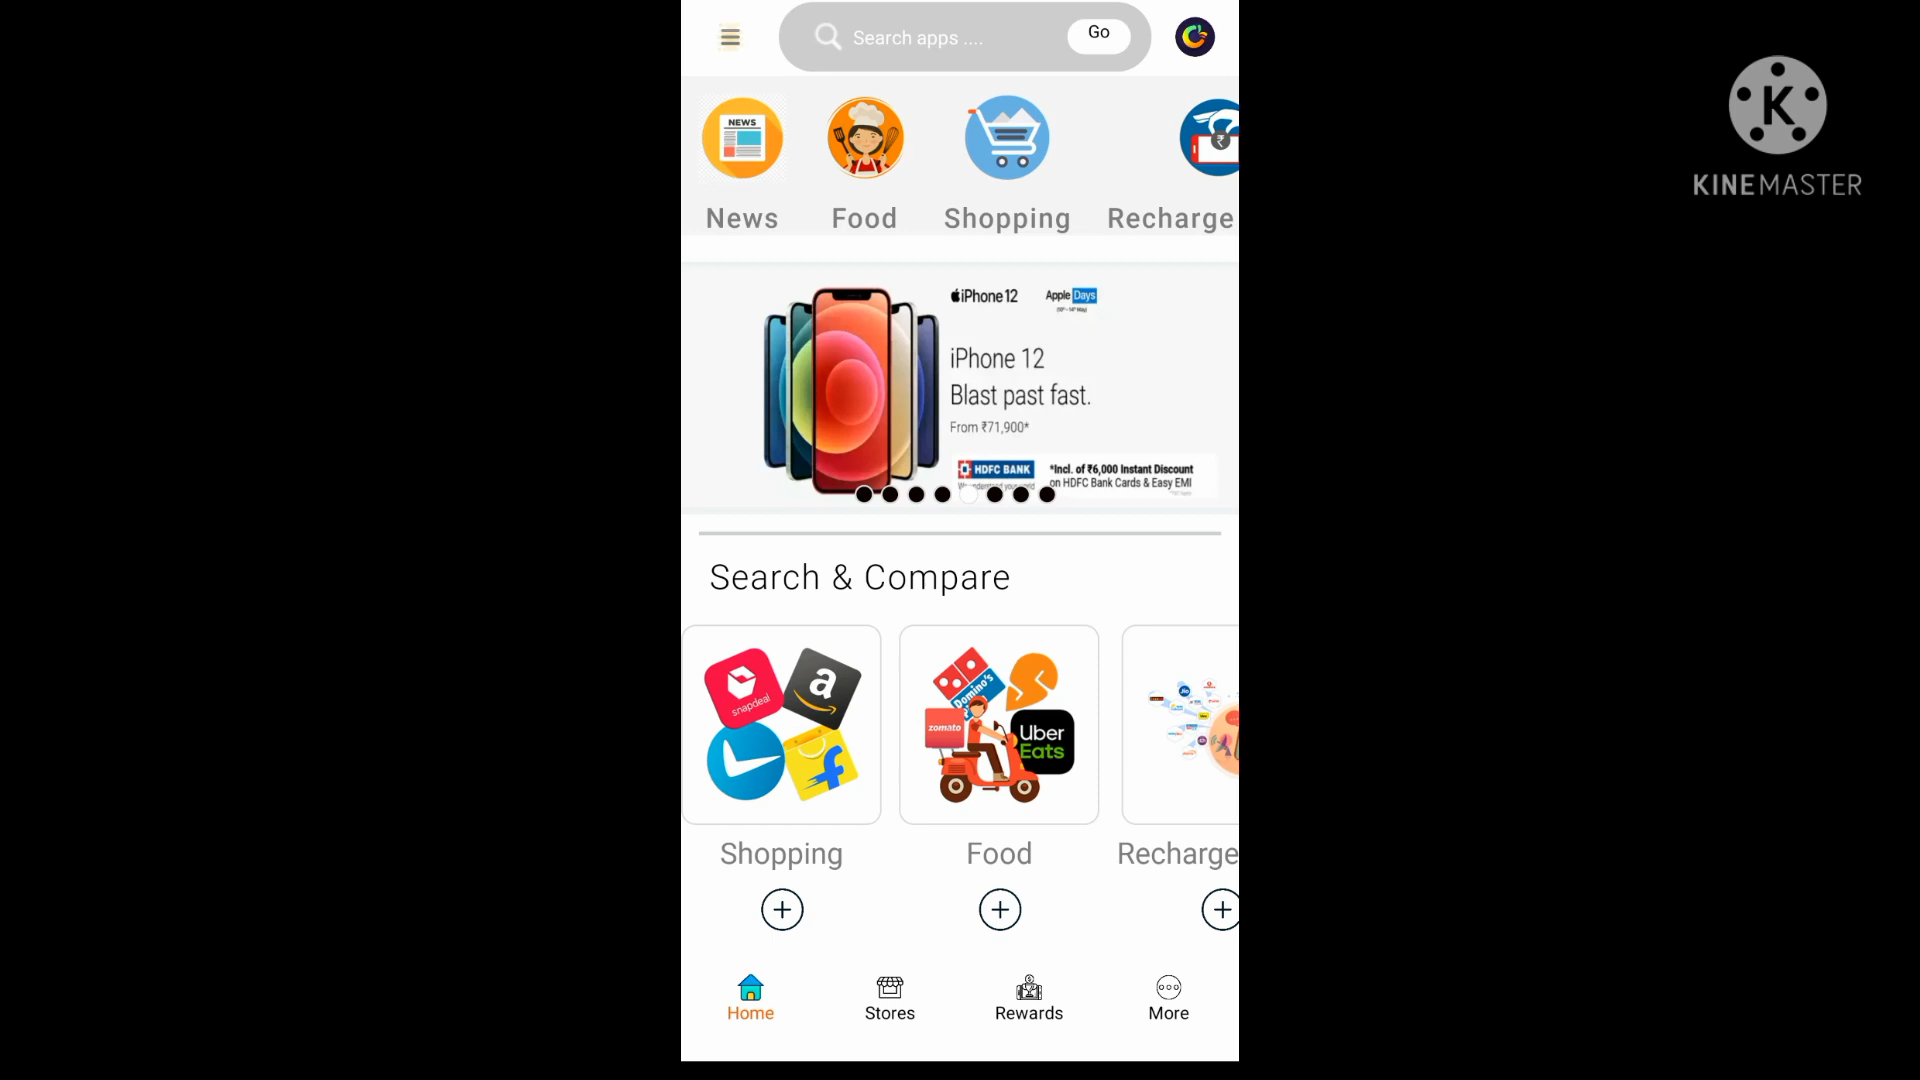 Search apps ....
Go
KINEMASTER
NEWS
News
Food
Shopping
Recharge
iPhone 12
Apple Days
iPhone 12
Blast past fast.
From ₹71,900*
HDFC BANK
*Incl. of ₹6,000 Instant Discount
on HDFC Bank Cards & Easy EMI
Search & Compare
snapdeal
a
Domino's
zomato
Uber
Eats
Jio
Shopping
Food
Recharge
Home
Stores
Rewards
More